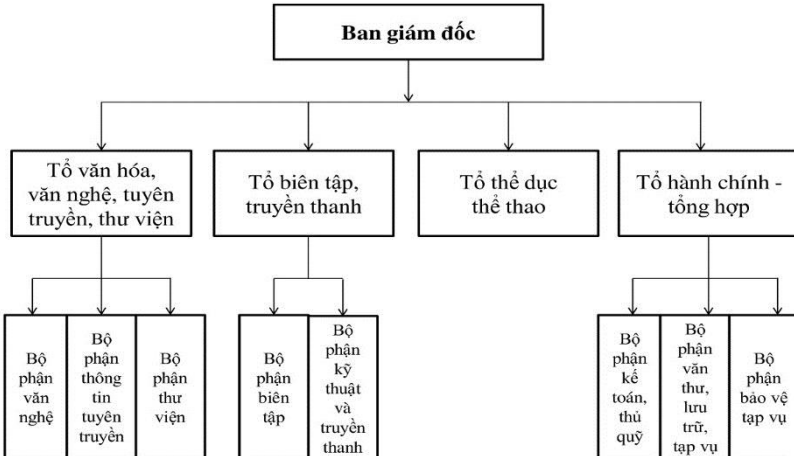 Ban giám đốc
Tổ văn hóa,
văn nghệ, tuyên
truyền, thư viện
Tổ biên tập,
truyền thanh
Tổ thể dục
thể thao
Tổ hành chính -
tổng hợp
Bộ
phận
văn
nghệ
Bộ
phận
thông
tin
tuyên
truyền
Bộ
phận
thư
viện
Bộ
phận
biên
tập
Bộ
phận
kỹ
thuật
và
truyền
thanh
Bộ
phận
kế
toán,
thủ
quỹ
Bộ
phận
văn
thư,
lưu
trữ,
tạp vụ
Bộ
phận
bảo vệ
tạp vụ